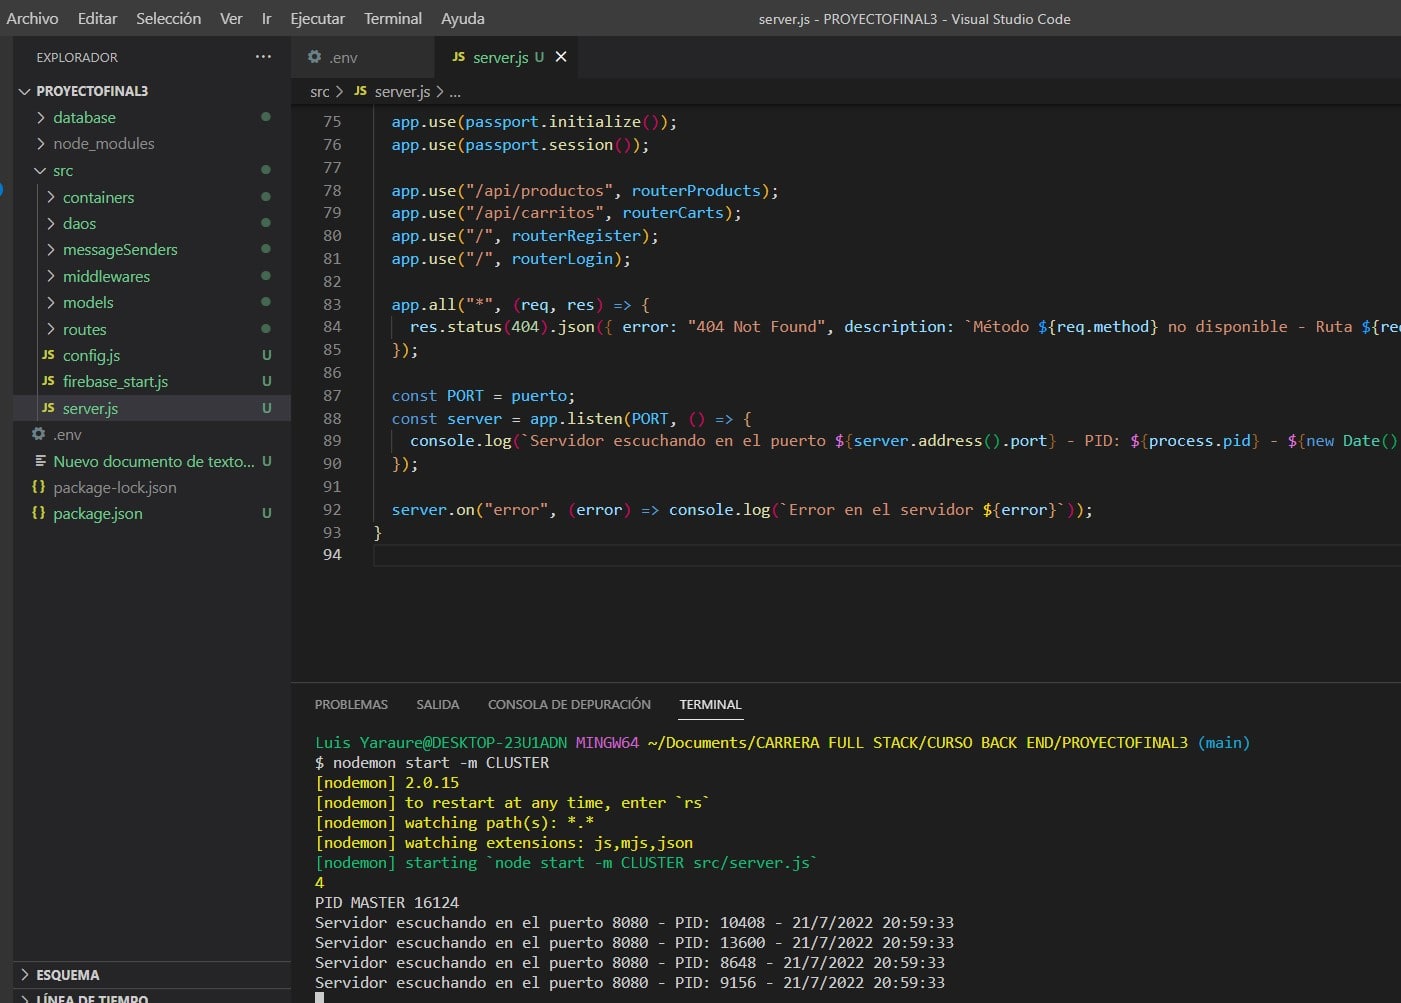 Archivo Editar Selección Ver Ir Ejecutar Terminal Ayuda
server.js - PROYECTOFINAL3 - Visual Studio Code
EXPLORADOR ...
PROYECTOFINAL3
database
node_modules
src
containers
daos
messageSenders
middlewares
models
routes
JS config.js U
JS firebase_start.js U
JS server.js U
.env
Nuevo documento de texto... U
{} package-lock.json
{} package.json U
ESQUEMA
LÍNEA DE TIEMPO
.env
JS server.js U ×
src > JS server.js > ...
75 app.use(passport.initialize());
76 app.use(passport.session());
77
78 app.use("/api/productos", routerProducts);
79 app.use("/api/carritos", routerCarts);
80 app.use("/", routerRegister);
81 app.use("/", routerLogin);
82
83 app.all("*", (req, res) => {
84 res.status(404).json({ error: "404 Not Found", description: `Método ${req.method} no disponible - Ruta ${re
85 });
86
87 const PORT = puerto;
88 const server = app.listen(PORT, () => {
89 console.log(`Servidor escuchando en el puerto ${server.address().port} - PID: ${process.pid} - ${new Date()
90 });
91
92 server.on("error", (error) => console.log(`Error en el servidor ${error}`));
93 }
94
PROBLEMAS SALIDA CONSOLA DE DEPURACIÓN TERMINAL
Luis Yaraure@DESKTOP-23U1ADN MINGW64 ~/Documents/CARRERA FULL STACK/CURSO BACK END/PROYECTOFINAL3 (main)
$ nodemon start -m CLUSTER
[nodemon] 2.0.15
[nodemon] to restart at any time, enter `rs`
[nodemon] watching path(s): *.*
[nodemon] watching extensions: js,mjs,json
[nodemon] starting `node start -m CLUSTER src/server.js`
4
PID MASTER 16124
Servidor escuchando en el puerto 8080 - PID: 10408 - 21/7/2022 20:59:33
Servidor escuchando en el puerto 8080 - PID: 13600 - 21/7/2022 20:59:33
Servidor escuchando en el puerto 8080 - PID: 8648 - 21/7/2022 20:59:33
Servidor escuchando en el puerto 8080 - PID: 9156 - 21/7/2022 20:59:33